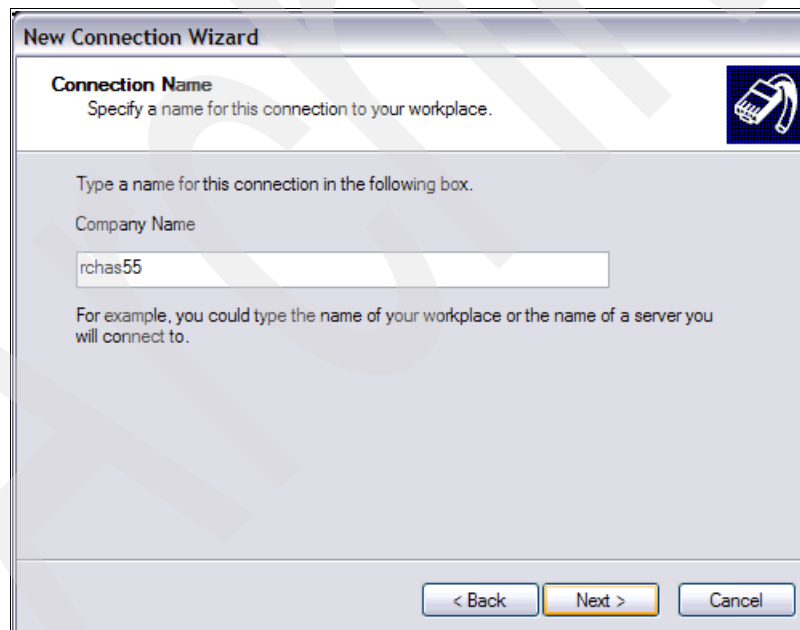 New Connection Wizard
Connection Name
Specify a name for this connection to your workplace.
Type a name for this connection in the following box.
Company Name
rchas55
For example, you could type the name of your workplace or the name of a server you
will connect to.
< Back Next > Cancel